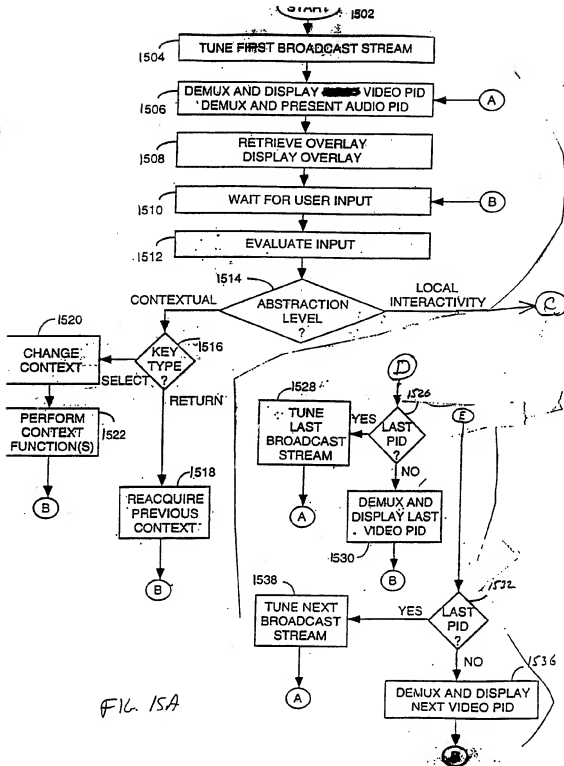 START 1502
1504 TUNE FIRST BROADCAST STREAM
1506 DEMUX AND DISPLAY VIDEO PID
DEMUX AND PRESENT AUDIO PID
A
1508 RETRIEVE OVERLAY
DISPLAY OVERLAY
1510 WAIT FOR USER INPUT
B
1512 EVALUATE INPUT
1514
ABSTRACTION
LEVEL
?
CONTEXTUAL
LOCAL
INTERACTIVITY
C
1520
CHANGE
CONTEXT
1516
KEY
TYPE
?
SELECT
RETURN
PERFORM
CONTEXT
FUNCTION(S)
1522
B
1518
REACQUIRE
PREVIOUS
CONTEXT
B
D
1526
LAST
PID
?
YES
NO
1528
TUNE
LAST
BROADCAST
STREAM
A
DEMUX AND
DISPLAY LAST
VIDEO PID
1530
B
E
1532
LAST
PID
?
YES
NO
1538
TUNE NEXT
BROADCAST
STREAM
A
1536
DEMUX AND DISPLAY
NEXT VIDEO PID
B
FIG. 15A